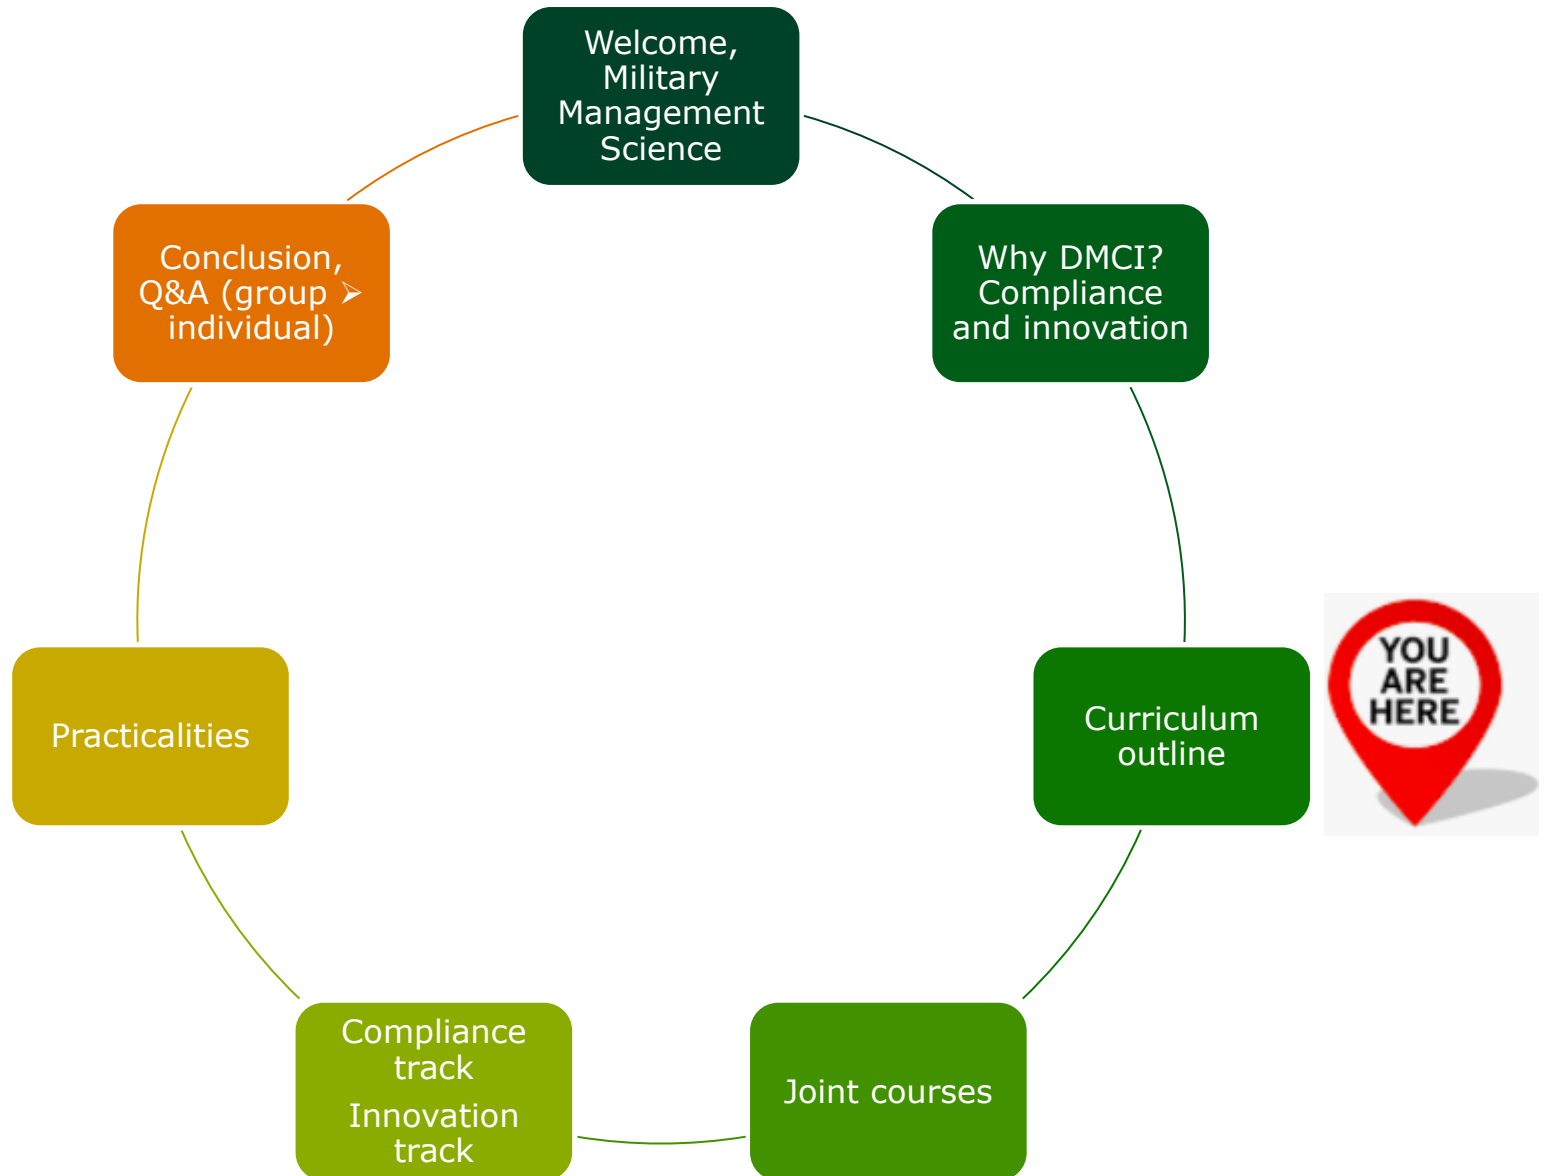 Welcome,
Military
Management
Science
Why DMCI?
Compliance
and innovation
Curriculum
outline
YOU
ARE
HERE
Joint courses
Compliance
track
Innovation
track
Practicalities
Conclusion,
Q&A (group ➢
individual)